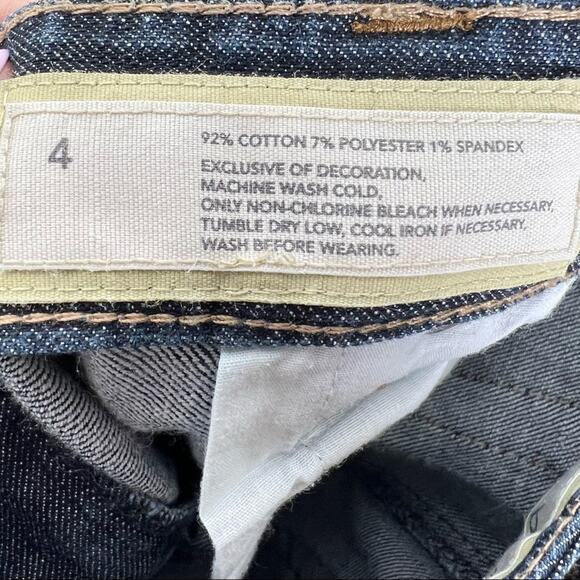 4
92% COTTON 7% POLYESTER 1% SPANDEX
EXCLUSIVE OF DECORATION,
MACHINE WASH COLD,
ONLY NON-CHLORINE BLEACH WHEN NECESSARY,
TUMBLE DRY LOW, COOL IRON IF NECESSARY,
WASH BEFORE WEARING.